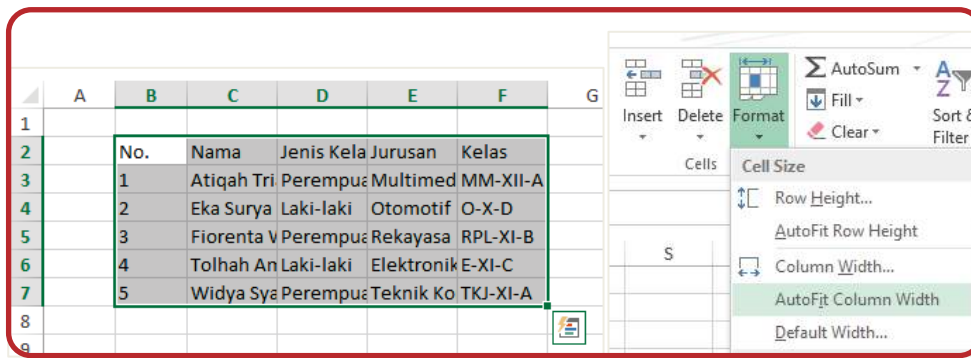 A B C D E F G
1
2 No. Nama Jenis Kela Jurusan Kelas
3 1 Atiqah Tri Perempua Multimed MM-XII-A
4 2 Eka Surya Laki-laki Otomotif O-X-D
5 3 Fiorenta Perempua Rekayasa RPL-XI-B
6 4 Tolhah Am Laki-laki Elektronik E-XI-C
7 5 Widya Sya Perempua Teknik Ko TKJ-XI-A
8
9
Insert Delete Format
Cells
AutoSum
Fill
Clear
A
Z
Sort &
Filter
Cell Size
Row Height...
AutoFit Row Height
Column Width...
AutoFit Column Width
Default Width...
S